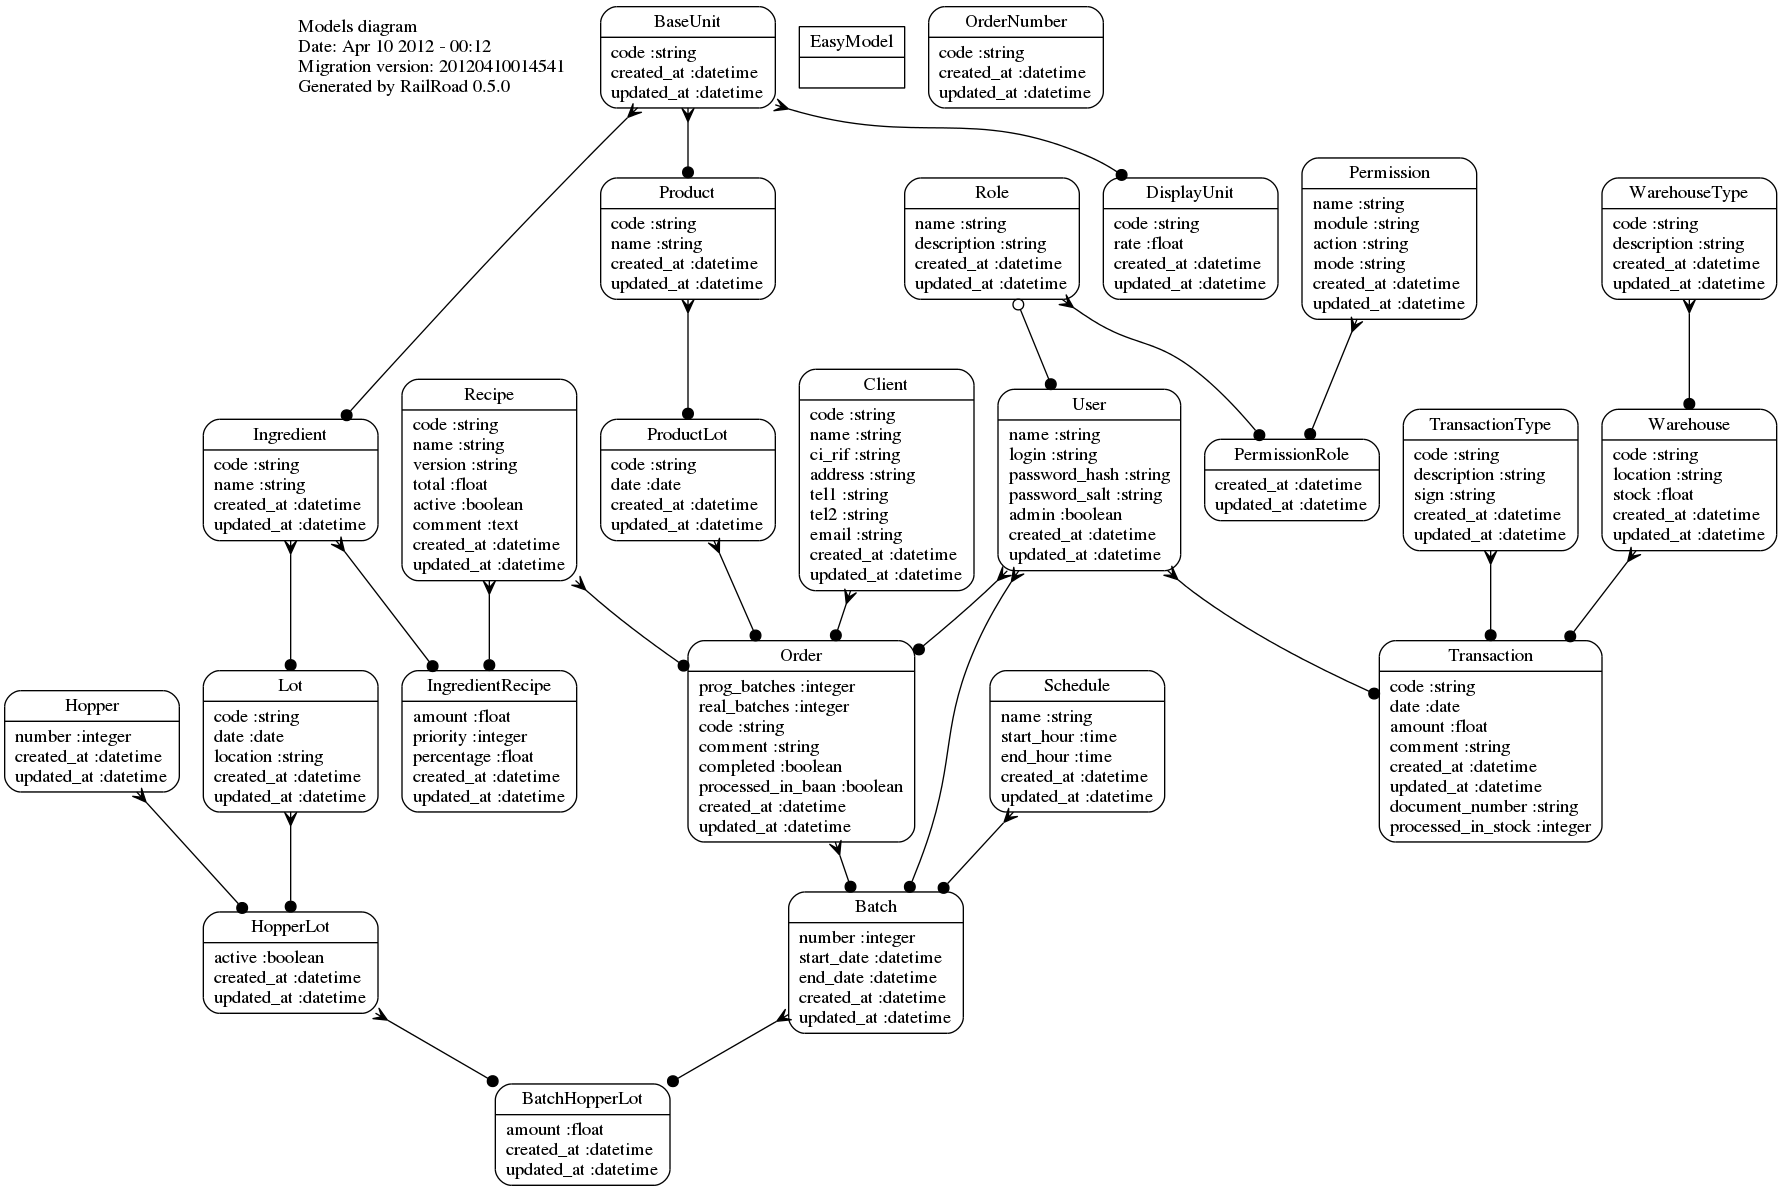 Models diagram
Date: Apr 10 2012 - 00:12
Migration version: 20120410014541
Generated by RailRoad 0.5.0
BaseUnit
code :string
created_at :datetime
updated_at :datetime
EasyModel
OrderNumber
code :string
created_at :datetime
updated_at :datetime
Product
code :string
name :string
created_at :datetime
updated_at :datetime
Role
name :string
description :string
created_at :datetime
updated_at :datetime
DisplayUnit
code :string
rate :float
created_at :datetime
updated_at :datetime
Permission
name :string
module :string
action :string
mode :string
created_at :datetime
updated_at :datetime
WarehouseType
code :string
description :string
created_at :datetime
updated_at :datetime
Ingredient
code :string
name :string
created_at :datetime
updated_at :datetime
Recipe
code :string
name :string
version :string
total :float
active :boolean
comment :text
created_at :datetime
updated_at :datetime
ProductLot
code :string
date :date
created_at :datetime
updated_at :datetime
Client
code :string
name :string
ci_rif :string
address :string
tel1 :string
tel2 :string
email :string
created_at :datetime
updated_at :datetime
User
name :string
login :string
password_hash :string
password_salt :string
admin :boolean
created_at :datetime
updated_at :datetime
PermissionRole
created_at :datetime
updated_at :datetime
TransactionType
code :string
description :string
sign :string
created_at :datetime
updated_at :datetime
Warehouse
code :string
location :string
stock :float
created_at :datetime
updated_at :datetime
Hopper
number :integer
created_at :datetime
updated_at :datetime
Lot
code :string
date :date
location :string
created_at :datetime
updated_at :datetime
IngredientRecipe
amount :float
priority :integer
percentage :float
created_at :datetime
updated_at :datetime
Order
prog_batches :integer
real_batches :integer
code :string
comment :string
completed :boolean
processed_in_baan :boolean
created_at :datetime
updated_at :datetime
Schedule
name :string
start_hour :time
end_hour :time
created_at :datetime
updated_at :datetime
Transaction
code :string
date :date
amount :float
comment :string
created_at :datetime
updated_at :datetime
document_number :string
processed_in_stock :integer
HopperLot
active :boolean
created_at :datetime
updated_at :datetime
Batch
number :integer
start_date :datetime
end_date :datetime
created_at :datetime
updated_at :datetime
BatchHopperLot
amount :float
created_at :datetime
updated_at :datetime